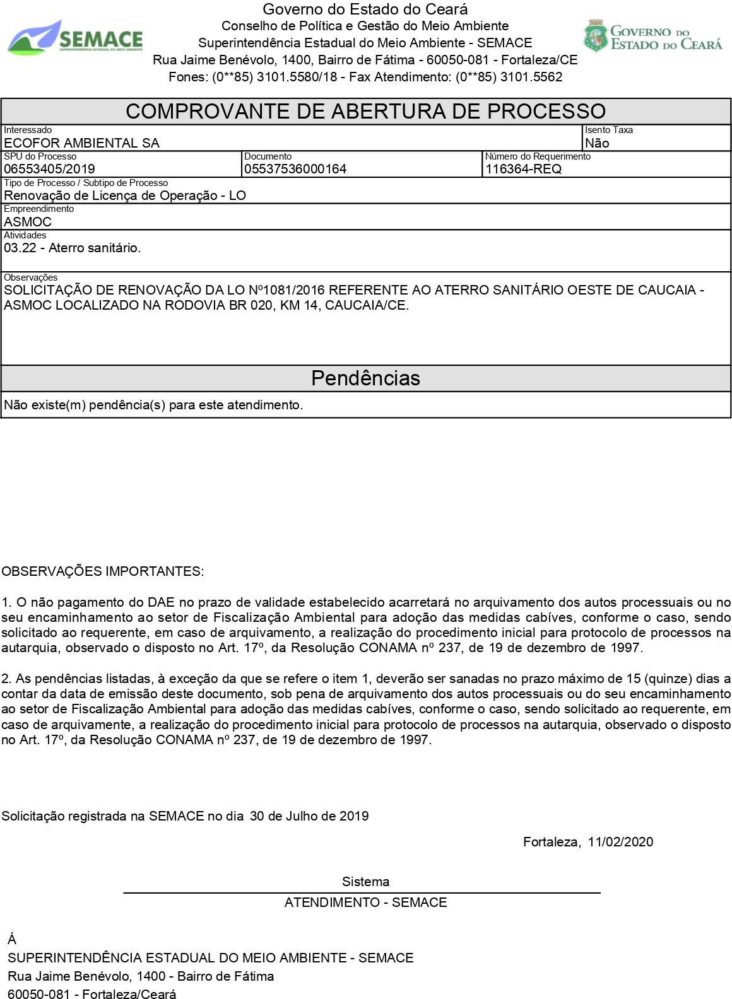 Governo do Estado do Ceará
Conselho de Política e Gestão do Meio Ambiente
Superintendência Estadual do Meio Ambiente - SEMACE
Rua Jaime Benévolo, 1400, Bairro de Fátima - 60050-081 - Fortaleza/CE
Fones: (0**85) 3101.5580/18 - Fax Atendimento: (0**85) 3101.5562
SEMACE
SUPERINTENDÊNCIA ESTADUAL DO MEIO AMBIENTE
GOVERNO DO
ESTADO DO CEARÁ
COMPROVANTE DE ABERTURA DE PROCESSO
Interessado
ECOFOR AMBIENTAL SA
Isento Taxa
Não
SPU do Processo
06553405/2019
Documento
05537536000164
Número do Requerimento
116364-REQ
Tipo de Processo / Subtipo de Processo
Renovação de Licença de Operação - LO
Empreendimento
ASMOC
Atividades
03.22 - Aterro sanitário.
Observações
SOLICITAÇÃO DE RENOVAÇÃO DA LO Nº1081/2016 REFERENTE AO ATERRO SANITÁRIO OESTE DE CAUCAIA -
ASMOC LOCALIZADO NA RODOVIA BR 020, KM 14, CAUCAIA/CE.
Pendências
Não existe(m) pendência(s) para este atendimento.
OBSERVAÇÕES IMPORTANTES:
1. O não pagamento do DAE no prazo de validade estabelecido acarretará no arquivamento dos autos processuais ou no
seu encaminhamento ao setor de Fiscalização Ambiental para adoção das medidas cabíves, conforme o caso, sendo
solicitado ao requerente, em caso de arquivamento, a realização do procedimento inicial para protocolo de processos na
autarquia, observado o disposto no Art. 17º, da Resolução CONAMA nº 237, de 19 de dezembro de 1997.
2. As pendências listadas, à exceção da que se refere o item 1, deverão ser sanadas no prazo máximo de 15 (quinze) dias a
contar da data de emissão deste documento, sob pena de arquivamento dos autos processuais ou do seu encaminhamento
ao setor de Fiscalização Ambiental para adoção das medidas cabíves, conforme o caso, sendo solicitado ao requerente, em
caso de arquivamente, a realização do procedimento inicial para protocolo de processos na autarquia, observado o disposto
no Art. 17º, da Resolução CONAMA nº 237, de 19 de dezembro de 1997.
Solicitação registrada na SEMACE no dia 30 de Julho de 2019
Fortaleza, 11/02/2020
Sistema
ATENDIMENTO - SEMACE
Á
SUPERINTENDÊNCIA ESTADUAL DO MEIO AMBIENTE - SEMACE
Rua Jaime Benévolo, 1400 - Bairro de Fátima
60050-081 - Fortaleza/Ceará